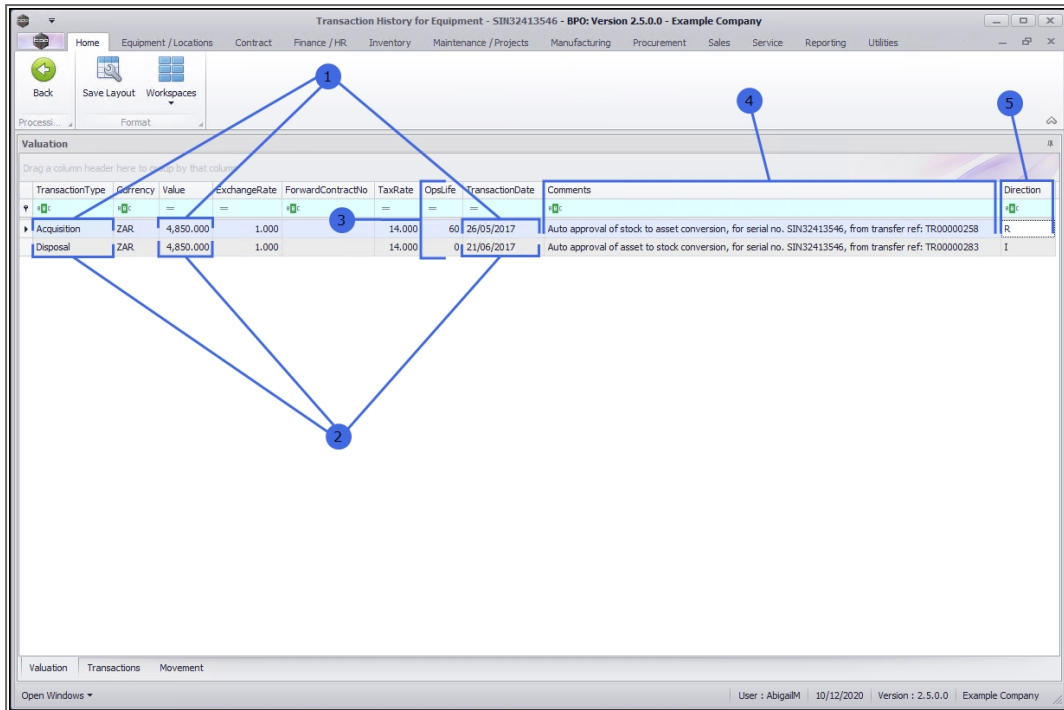 Transaction History for Equipment - SIN32413546 - BPO: Version 2.5.0.0 - Example Company
Home Equipment / Locations Contract Finance / HR Inventory Maintenance / Projects Manufacturing Procurement Sales Service Reporting Utilities
Back Save Layout Workspaces
Processi... Format
1
4
5
Valuation
Drag a column header here to group by that column
TransactionType Currency Value ExchangeRate ForwardContractNo TaxRate OpsLife TransactionDate Comments Direction
= = = = =
3
Acquisition ZAR 4,850.000 1.000 14.000 60 26/05/2017 Auto approval of stock to asset conversion, for serial no. SIN32413546, from transfer ref: TR00000258 R
Disposal ZAR 4,850.000 1.000 14.000 0 21/06/2017 Auto approval of asset to stock conversion, for serial no. SIN32413546, from transfer ref: TR00000283 I
2
Valuation Transactions Movement
Open Windows User : AbigailM 10/12/2020 Version : 2.5.0.0 Example Company